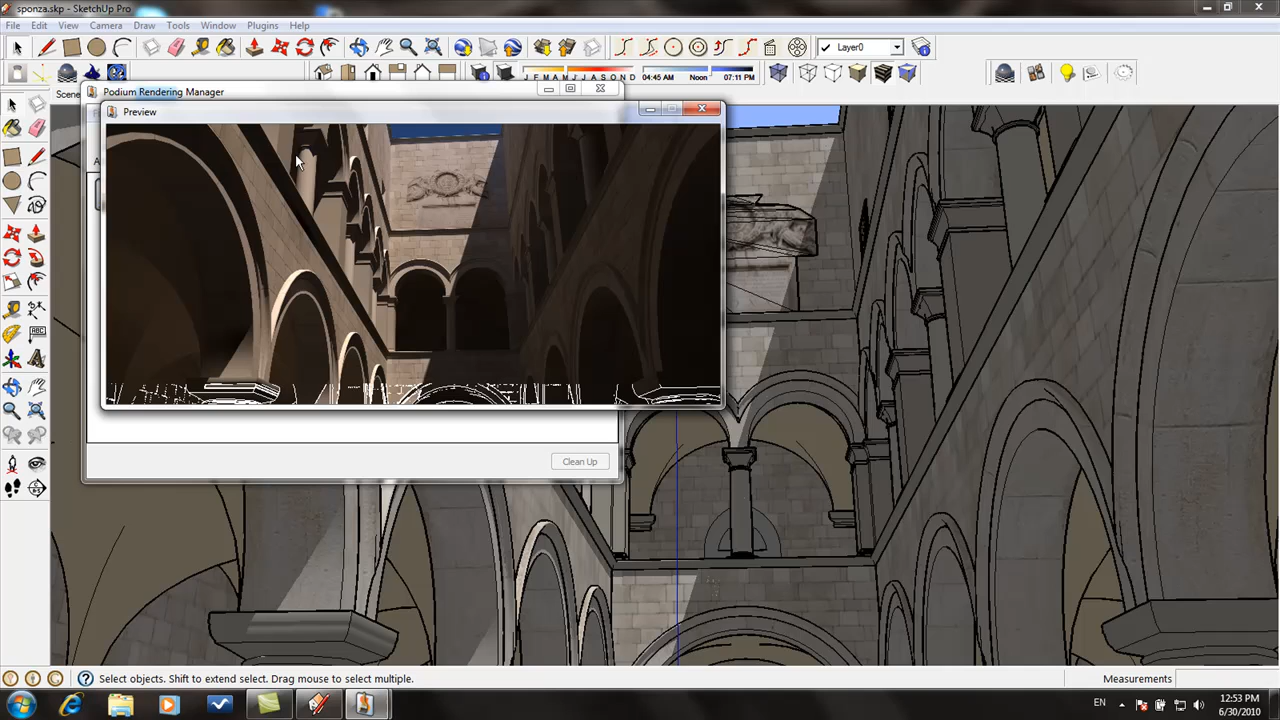 sponza.skp - SketchUp Pro
File Edit View Camera Draw Tools Window Plugins Help
Layer0
J F M A M J J A S O N D 04:45 AM Noon 07:11 PM
Scene
Podium Rendering Manager
Preview
Clean Up
Select objects. Shift to extend select. Drag mouse to select multiple.
Measurements
EN
12:53 PM
6/30/2010